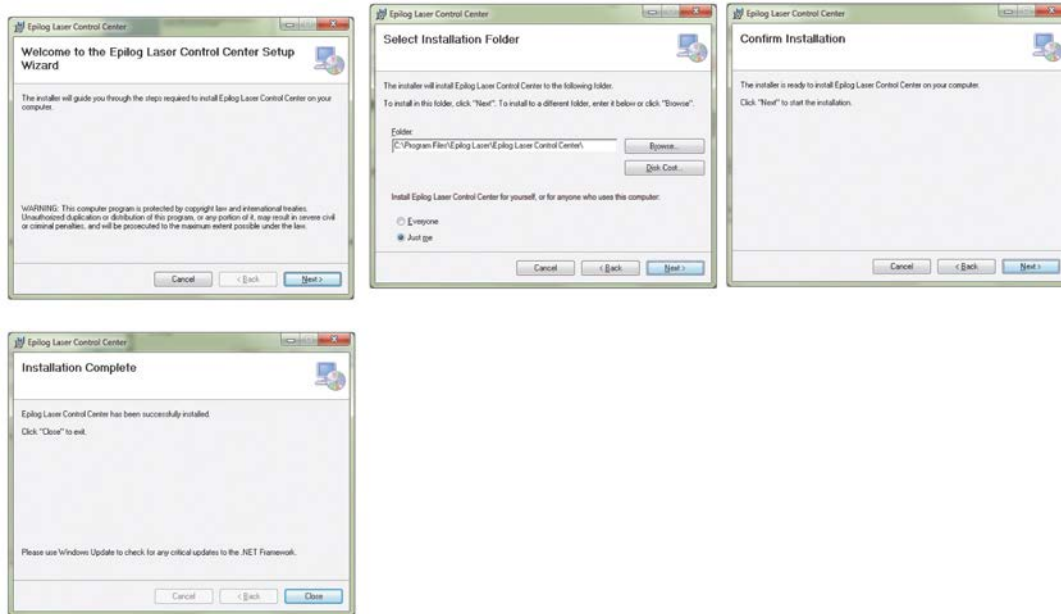 Epilog Laser Control Center
Welcome to the Epilog Laser Control Center Setup
Wizard
The installer will guide you through the steps required to install Epilog Laser Control Center on your
computer.
WARNING: This computer program is protected by copyright law and international treaties.
Unauthorized duplication or distribution of this program, or any portion of it, may result in severe civil
or criminal penalties, and will be prosecuted to the maximum extent possible under the law.
Cancel
< Back
Next >
Epilog Laser Control Center
Select Installation Folder
The installer will install Epilog Laser Control Center to the following folder.
To install in this folder, click "Next". To install to a different folder, enter it below or click "Browse".
Folder:
C:\Program Files\Epilog Laser\Epilog Laser Control Center\
Browse...
Disk Cost...
Install Epilog Laser Control Center for yourself, or for anyone who uses this computer:
Everyone
Just me
Cancel
< Back
Next >
Epilog Laser Control Center
Confirm Installation
The installer is ready to install Epilog Laser Control Center on your computer.
Click "Next" to start the installation.
Cancel
< Back
Next >
Epilog Laser Control Center
Installation Complete
Epilog Laser Control Center has been successfully installed.
Click "Close" to exit.
Please use Windows Update to check for any critical updates to the .NET Framework.
Cancel
< Back
Close